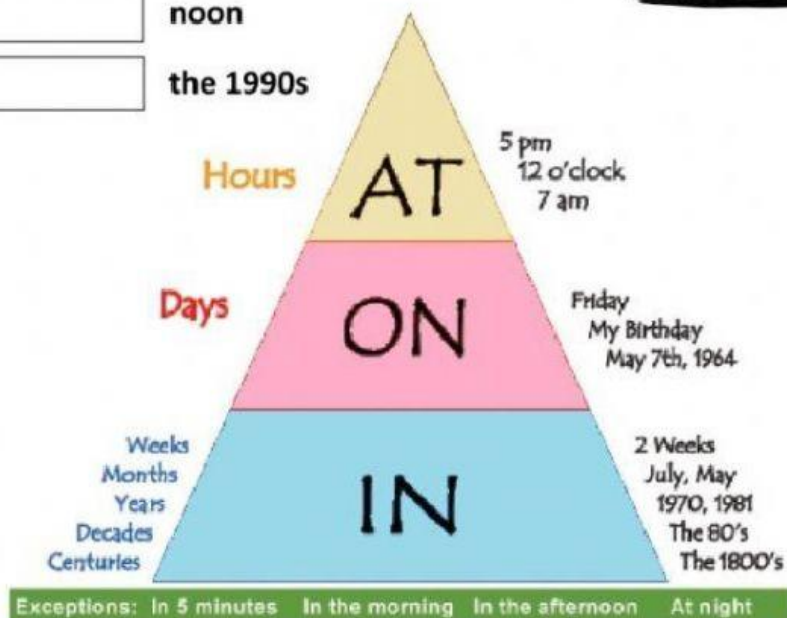 noon
the 1990s
Hours
AT
5 pm
12 o'clock
7 am
Days
ON
Friday
My Birthday
May 7th, 1964
Weeks
Months
Years
Decades
Centuries
IN
2 Weeks
July, May
1970, 1981
The 80's
The 1800's
Exceptions: In 5 minutes In the morning In the afternoon At night